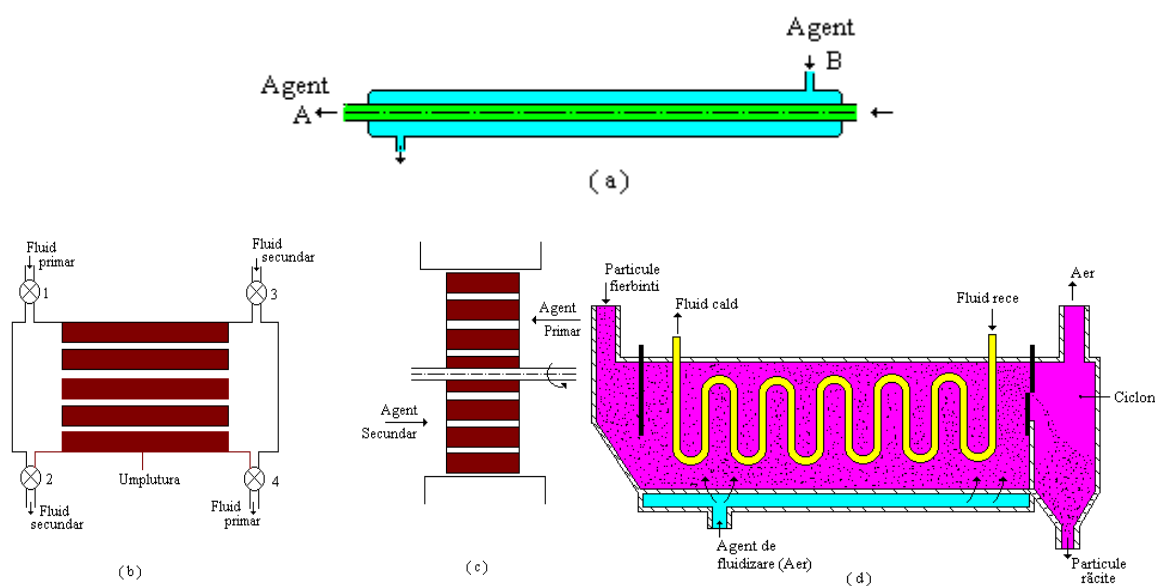 Agent
B
Agent
A
( a )
Fluid
primar
Fluid
secundar
1
3
2
4
Umplutura
Fluid
secundar
Fluid
primar
( b )
Agent
Primar
Agent
Secundar
( c )
Particule
fierbinti
Aer
Fluid cald
Fluid rece
Ciclon
Agent de
fluidizare (Aer)
Particule
răcite
( d )